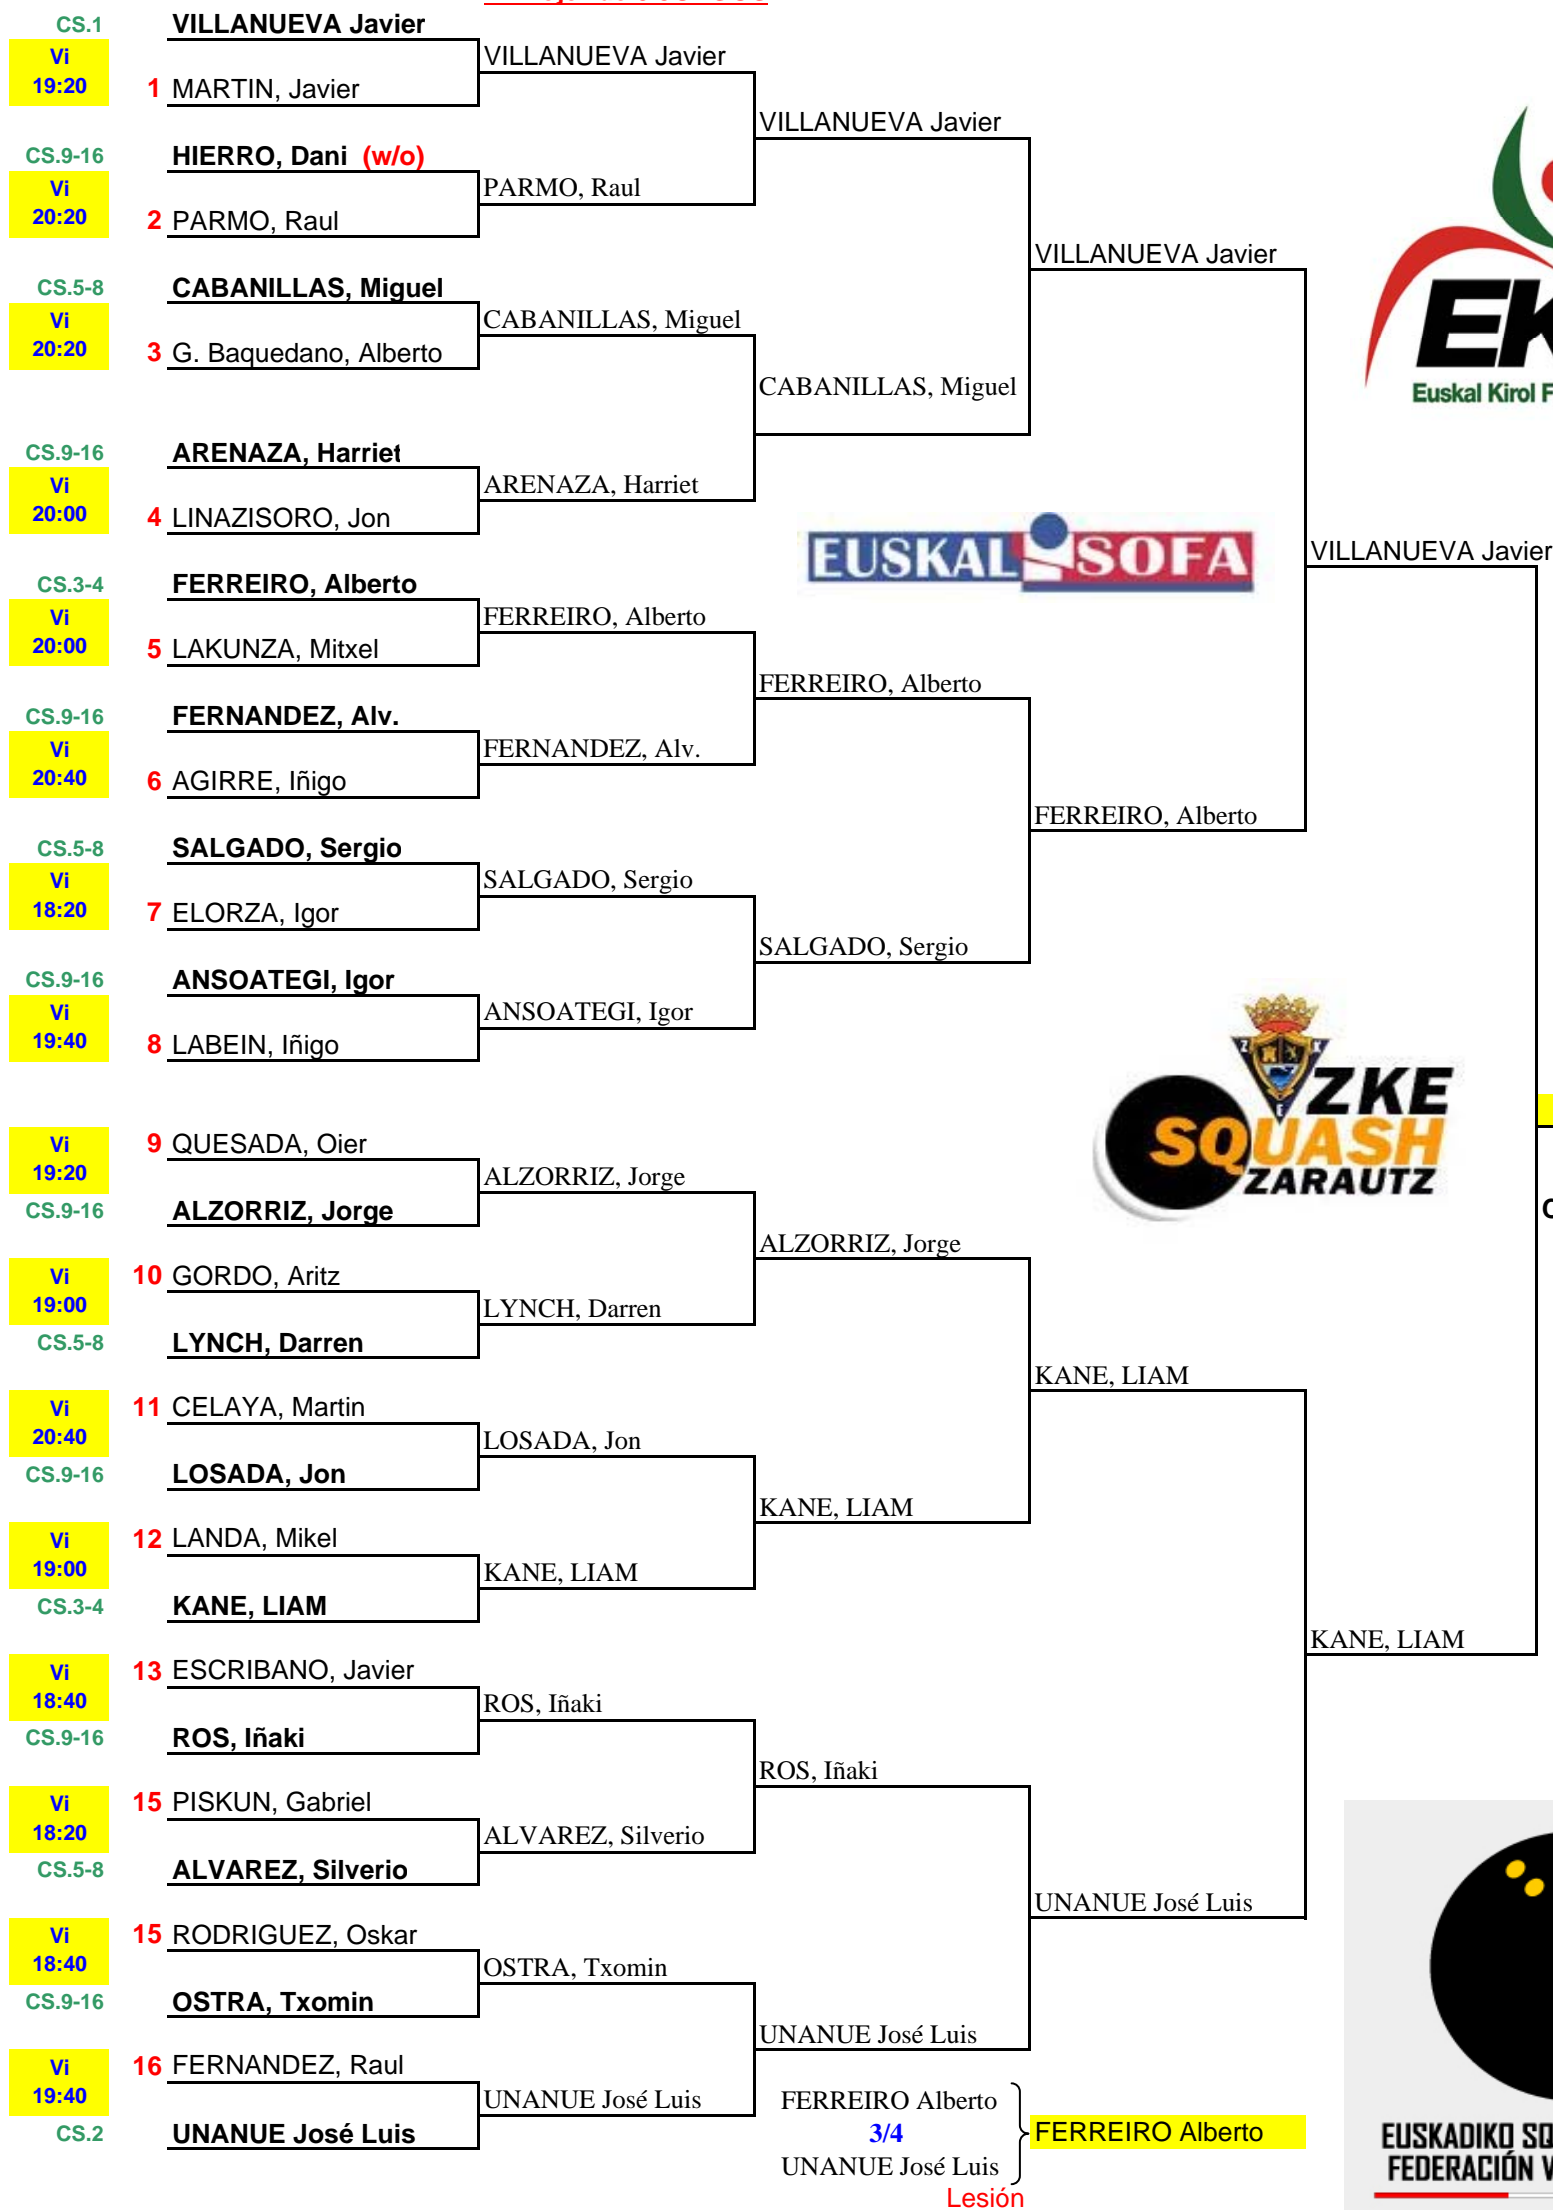 CS.1 VILLANUEVA Javier
Vi VILLANUEVA Javier
19:20 1 MARTIN, Javier
VILLANUEVA Javier
CS.9-16 HIERRO, Dani (w/o)
Vi PARMO, Raul
20:20 2 PARMO, Raul
VILLANUEVA Javier
CS.5-8 CABANILLAS, Miguel
Vi CABANILLAS, Miguel
20:20 3 G. Baquedano, Alberto
CABANILLAS, Miguel
Euskal Kirol
CS.9-16 ARENAZA, Harriet
Vi ARENAZA, Harriet
20:00 4 LINAZISORO, Jon
EUSKAL SOFA
VILLANUEVA Javier
CS.3-4 FERREIRO, Alberto
Vi FERREIRO, Alberto
20:00 5 LAKUNZA, Mitxel
FERREIRO, Alberto
CS.9-16 FERNANDEZ, Alv.
Vi FERNANDEZ, Alv.
20:40 6 AGIRRE, Iñigo
FERREIRO, Alberto
CS.5-8 SALGADO, Sergio
Vi SALGADO, Sergio
18:20 7 ELORZA, Igor
SALGADO, Sergio
CS.9-16 ANSOATEGI, Igor
Vi ANSOATEGI, Igor
19:40 8 LABEIN, Iñigo
ZKE
SQUASH
ZARAUTZ
Vi 9 QUESADA, Oier
19:20 ALZORRIZ, Jorge
CS.9-16 ALZORRIZ, Jorge
ALZORRIZ, Jorge
Vi 10 GORDO, Aritz
19:00 LYNCH, Darren
CS.5-8 LYNCH, Darren
KANE, LIAM
Vi 11 CELAYA, Martin
20:40 LOSADA, Jon
CS.9-16 LOSADA, Jon
KANE, LIAM
Vi 12 LANDA, Mikel
19:00 KANE, LIAM
CS.3-4 KANE, LIAM
KANE, LIAM
Vi 13 ESCRIBANO, Javier
18:40 ROS, Iñaki
CS.9-16 ROS, Iñaki
ROS, Iñaki
Vi 15 PISKUN, Gabriel
18:20 ALVAREZ, Silverio
CS.5-8 ALVAREZ, Silverio
UNANUE José Luis
Vi 15 RODRIGUEZ, Oskar
18:40 OSTRA, Txomin
CS.9-16 OSTRA, Txomin
UNANUE José Luis
Vi 16 FERNANDEZ, Raul
19:40 UNANUE José Luis
CS.2 UNANUE José Luis
FERREIRO Alberto
3/4 FERREIRO Alberto
UNANUE José Luis
Lesión
EUSKADIKO
FEDERACIÓN